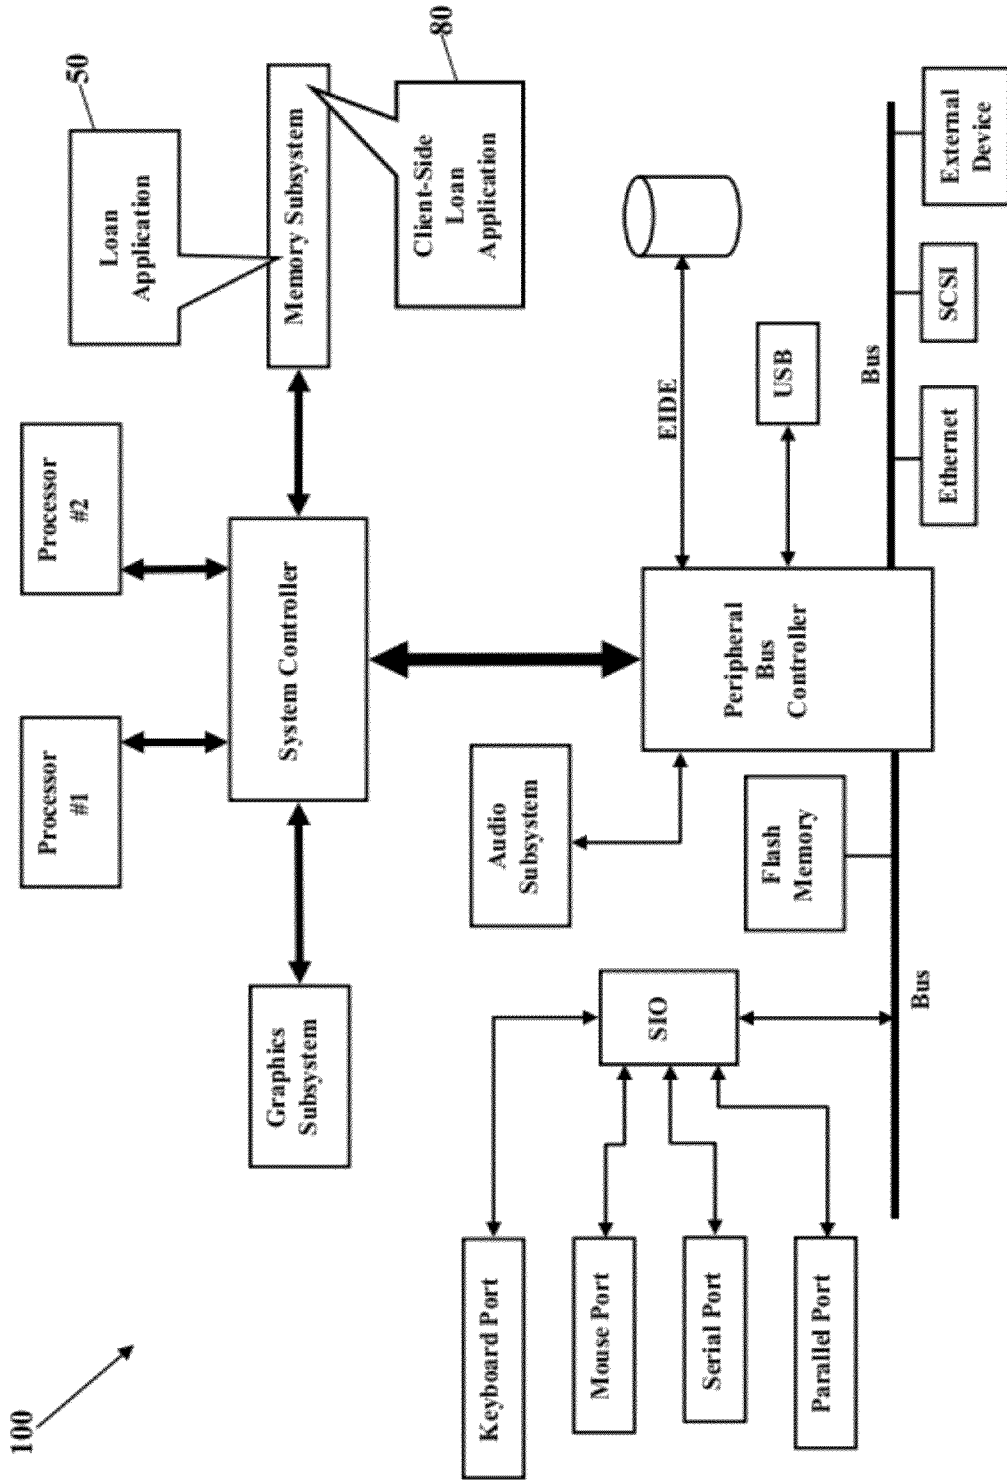 100
Processor
#1
Processor
#2
50
Loan
Application
80
Graphics
Subsystem
System Controller
Memory Subsystem
Client-Side
Loan
Application
Keyboard Port
Mouse Port
Serial Port
Parallel Port
SIO
Audio
Subsystem
Flash
Memory
Peripheral
Bus
Controller
EIDE
USB
Bus
Bus
Ethernet
SCSI
External
Device